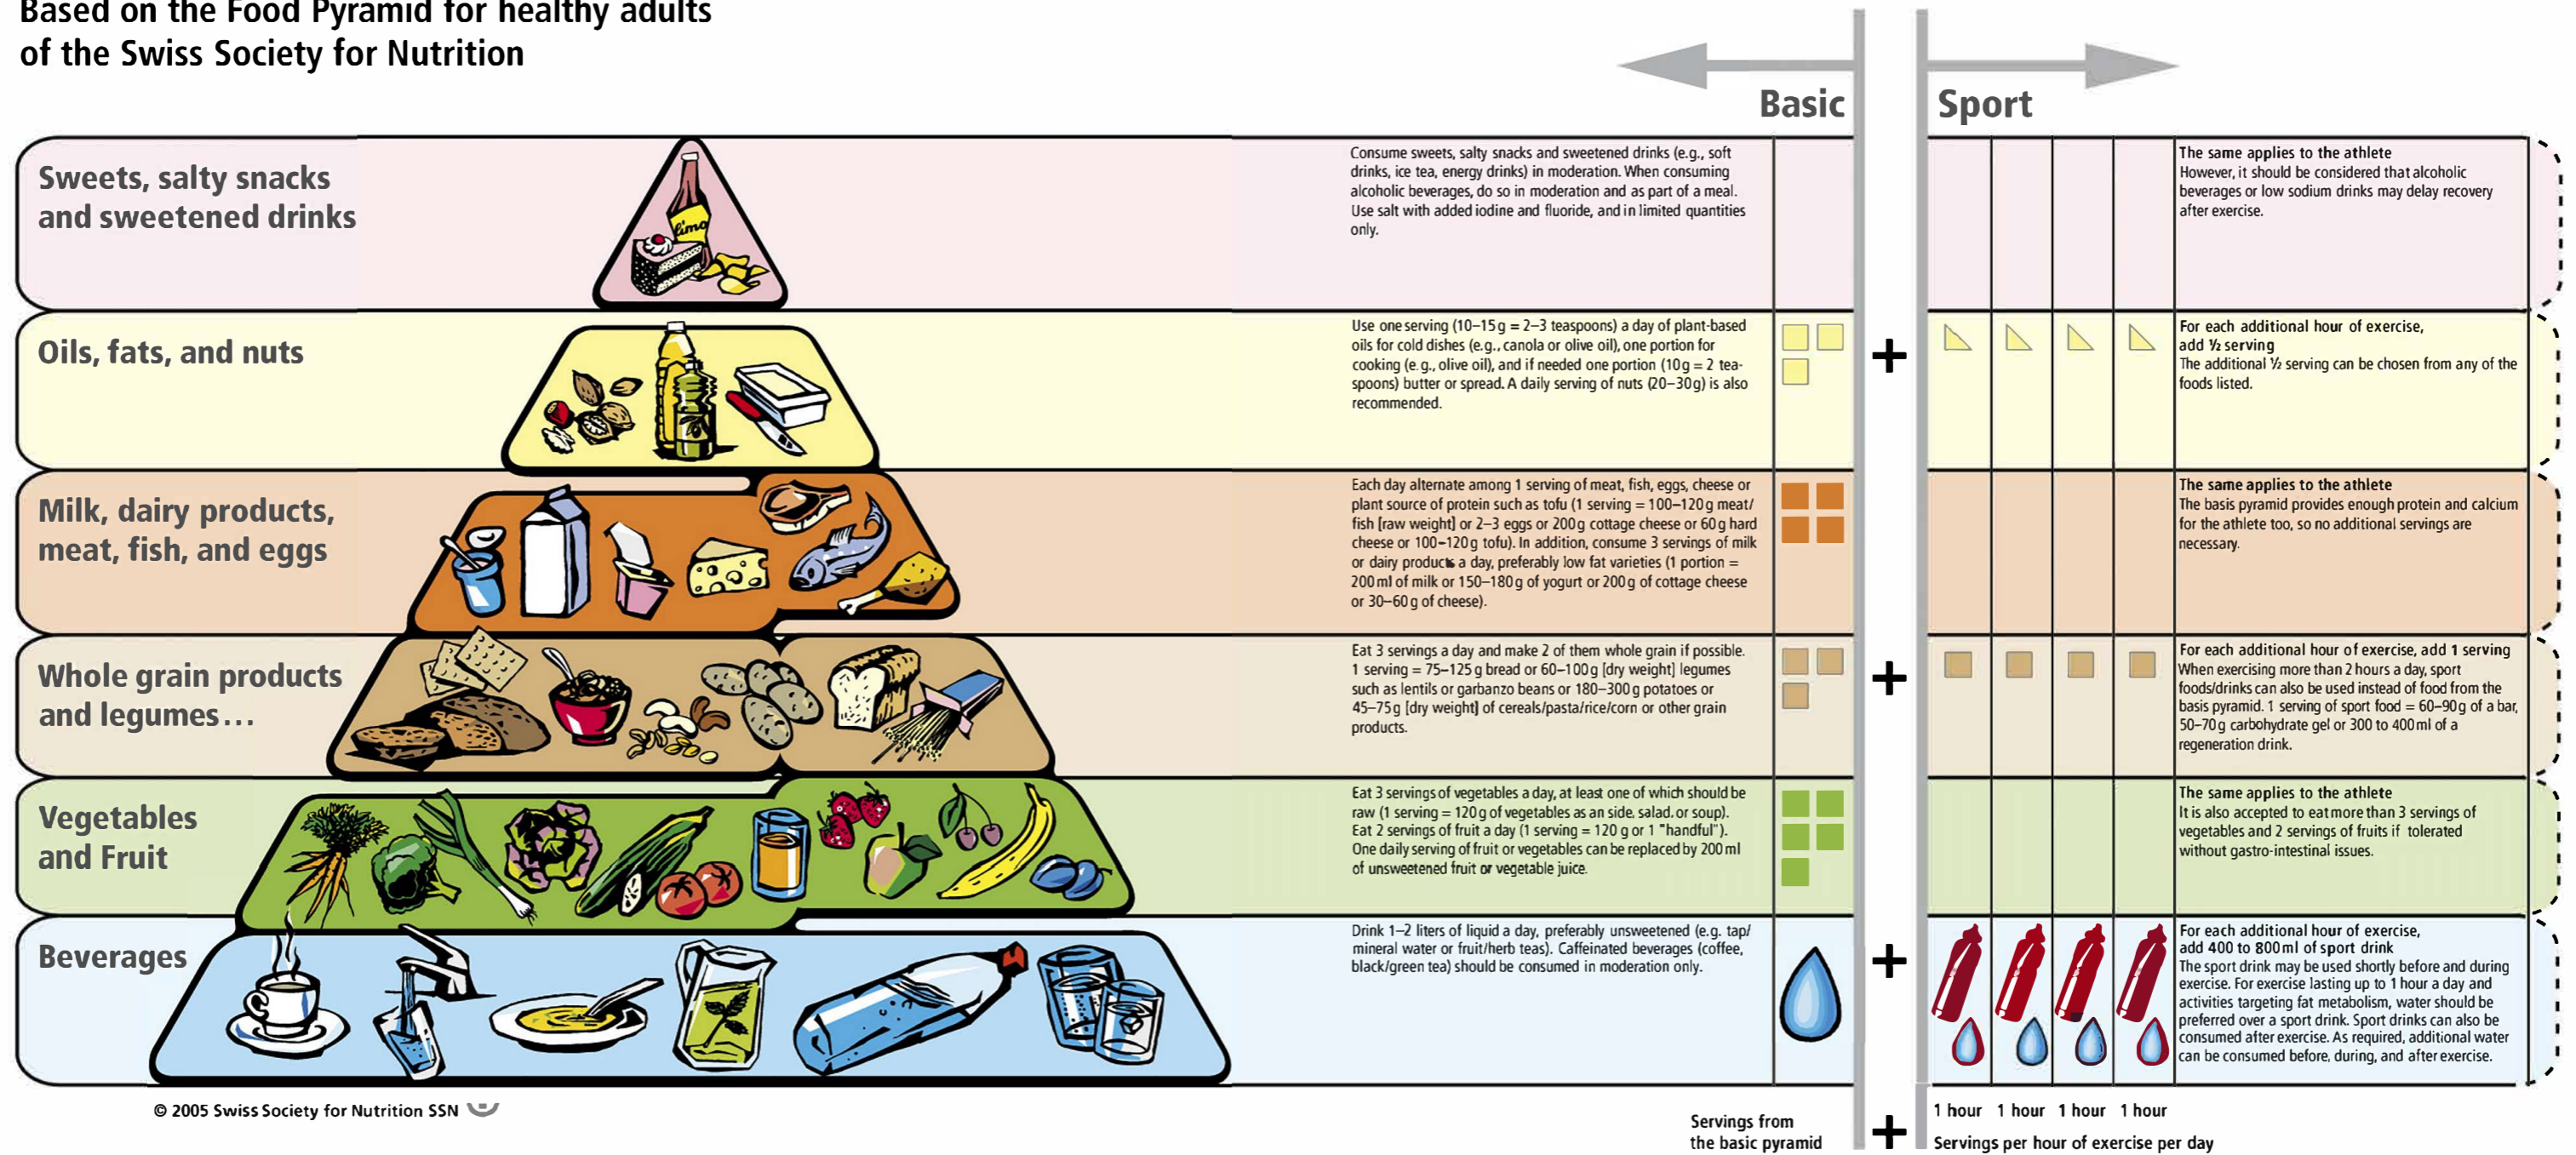 Based on the Food Pyramid for healthy adults
of the Swiss Society for Nutrition
Basic
Sport
Sweets, salty snacks
and sweetened drinks
limo
Consume sweets, salty snacks and sweetened drinks (e.g., soft
drinks, ice tea, energy drinks) in moderation. When consuming
alcoholic beverages, do so in moderation and as part of a meal.
Use salt with added iodine and fluoride, and in limited quantities
only.
The same applies to the athlete
However, it should be considered that alcoholic
beverages or low sodium drinks may delay recovery
after exercise.
Oils, fats, and nuts
Use one serving (10–15 g = 2–3 teaspoons) a day of plant-based
oils for cold dishes (e.g., canola or olive oil), one portion for
cooking (e.g., olive oil), and if needed one portion (10 g = 2 tea-
spoons) butter or spread. A daily serving of nuts (20–30 g) is also
recommended.
+
For each additional hour of exercise,
add ½ serving
The additional ½ serving can be chosen from any of the
foods listed.
Milk, dairy products,
meat, fish, and eggs
Each day alternate among 1 serving of meat, fish, eggs, cheese or
plant source of protein such as tofu (1 serving = 100–120 g meat/
fish [raw weight] or 2–3 eggs or 200 g cottage cheese or 60 g hard
cheese or 100–120 g tofu). In addition, consume 3 servings of milk
or dairy products a day, preferably low fat varieties (1 portion =
200 ml of milk or 150–180 g of yogurt or 200 g of cottage cheese
or 30–60 g of cheese).
The same applies to the athlete
The basis pyramid provides enough protein and calcium
for the athlete too, so no additional servings are
necessary.
Whole grain products
and legumes...
Eat 3 servings a day and make 2 of them whole grain if possible.
1 serving = 75–125 g bread or 60–100 g [dry weight] legumes
such as lentils or garbanzo beans or 180–300 g potatoes or
45–75 g [dry weight] of cereals/pasta/rice/corn or other grain
products.
+
For each additional hour of exercise, add 1 serving
When exercising more than 2 hours a day, sport
foods/drinks can also be used instead of food from the
basis pyramid. 1 serving of sport food = 60–90 g of a bar,
50–70 g carbohydrate gel or 300 to 400 ml of a
regeneration drink.
Vegetables
and Fruit
Eat 3 servings of vegetables a day, at least one of which should be
raw (1 serving = 120 g of vegetables as an side, salad, or soup).
Eat 2 servings of fruit a day (1 serving = 120 g or 1 "handful").
One daily serving of fruit or vegetables can be replaced by 200 ml
of unsweetened fruit or vegetable juice.
The same applies to the athlete
It is also accepted to eat more than 3 servings of
vegetables and 2 servings of fruits if tolerated
without gastro-intestinal issues.
Beverages
Drink 1–2 liters of liquid a day, preferably unsweetened (e.g. tap/
mineral water or fruit/herb teas). Caffeinated beverages (coffee,
black/green tea) should be consumed in moderation only.
+
For each additional hour of exercise,
add 400 to 800 ml of sport drink
The sport drink may be used shortly before and during
exercise. For exercise lasting up to 1 hour a day and
activities targeting fat metabolism, water should be
preferred over a sport drink. Sport drinks can also be
consumed after exercise. As required, additional water
can be consumed before, during, and after exercise.
© 2005 Swiss Society for Nutrition SSN
Servings from
the basic pyramid
+
1 hour 1 hour 1 hour 1 hour
Servings per hour of exercise per day